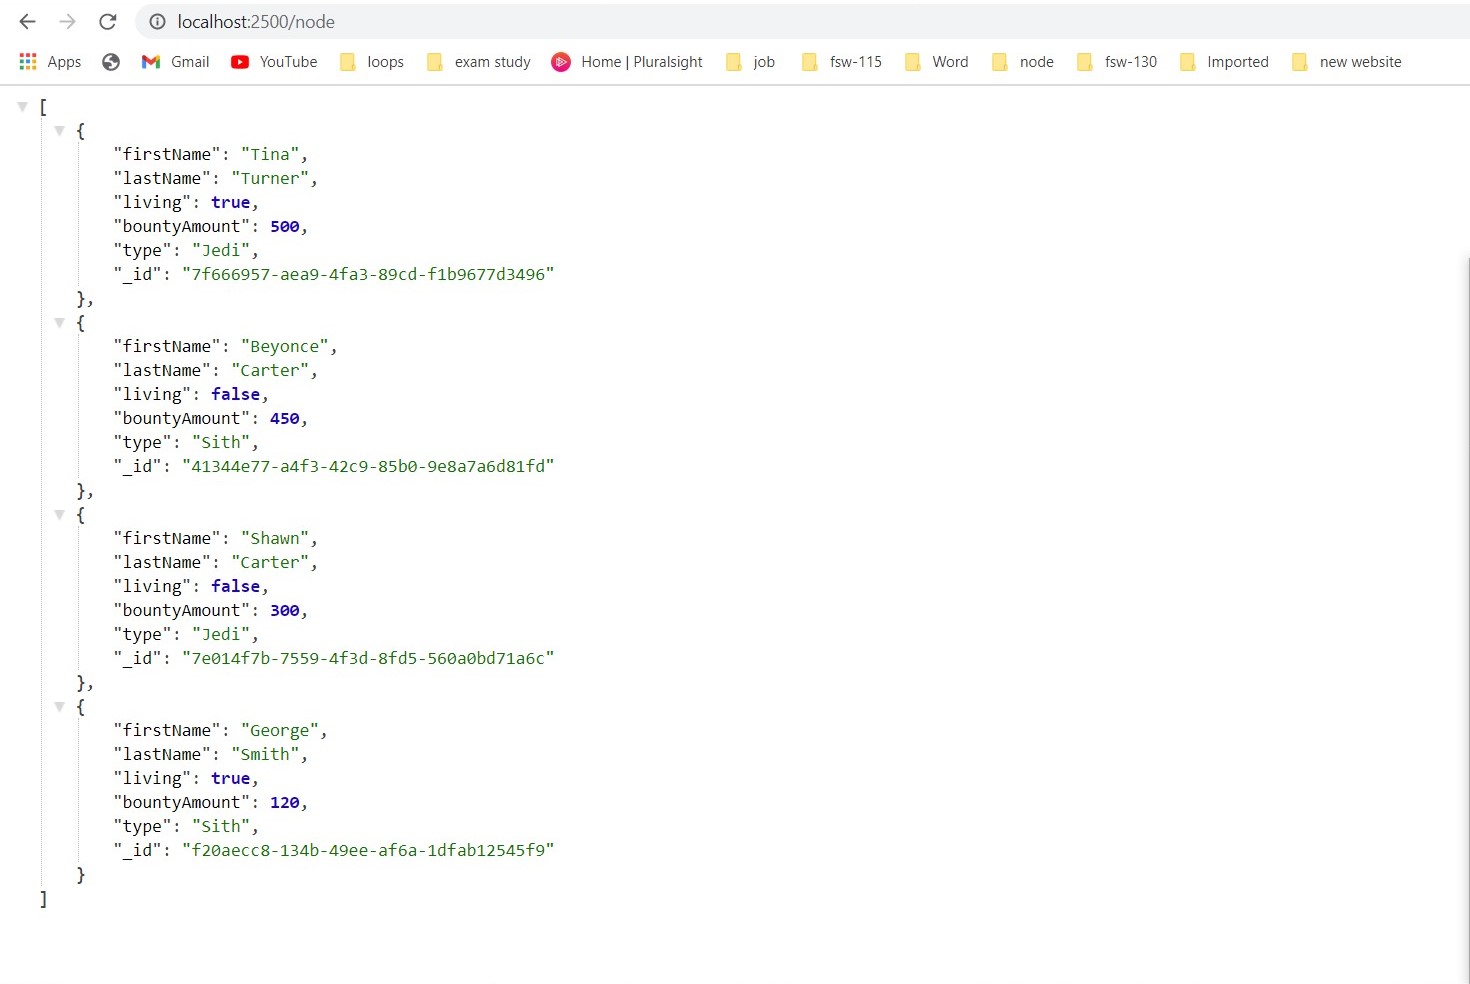 localhost:2500/node
Apps Gmail YouTube loops exam study Home | Pluralsight job fsw-115 Word node fsw-130 Imported new website
[
{
"firstName": "Tina",
"lastName": "Turner",
"living": true,
"bountyAmount": 500,
"type": "Jedi",
"_id": "7f666957-aea9-4fa3-89cd-f1b9677d3496"
},
{
"firstName": "Beyonce",
"lastName": "Carter",
"living": false,
"bountyAmount": 450,
"type": "Sith",
"_id": "41344e77-a4f3-42c9-85b0-9e8a7a6d81fd"
},
{
"firstName": "Shawn",
"lastName": "Carter",
"living": false,
"bountyAmount": 300,
"type": "Jedi",
"_id": "7e014f7b-7559-4f3d-8fd5-560a0bd71a6c"
},
{
"firstName": "George",
"lastName": "Smith",
"living": true,
"bountyAmount": 120,
"type": "Sith",
"_id": "f20aecc8-134b-49ee-af6a-1dfab12545f9"
}
]